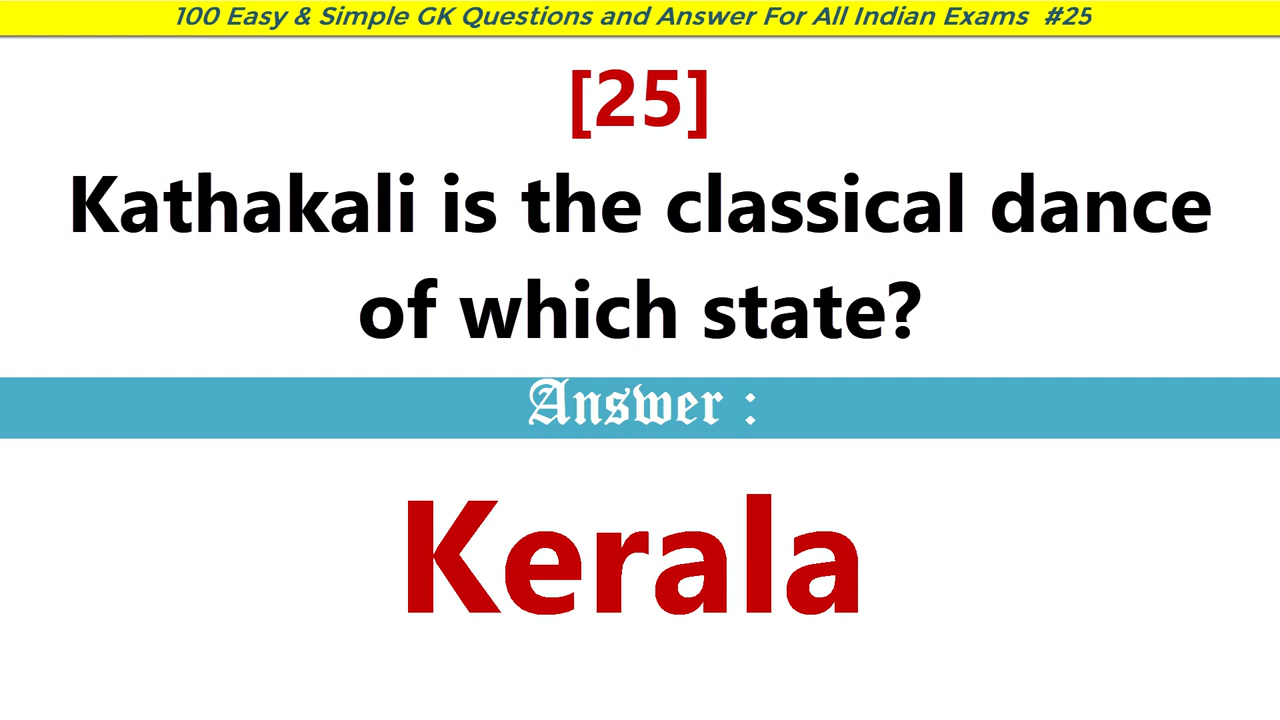 100 Easy & Simple GK Questions and Answer For All Indian Exams #25
[25]
Kathakali is the classical dance
of which state?
Answer :
Kerala